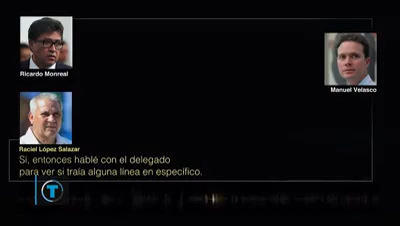 Ricardo Monreal
Manuel Velasco
Raciel López Salazar
Sí, entonces hablé con el delegado
para ver si traía alguna línea en específico.
T